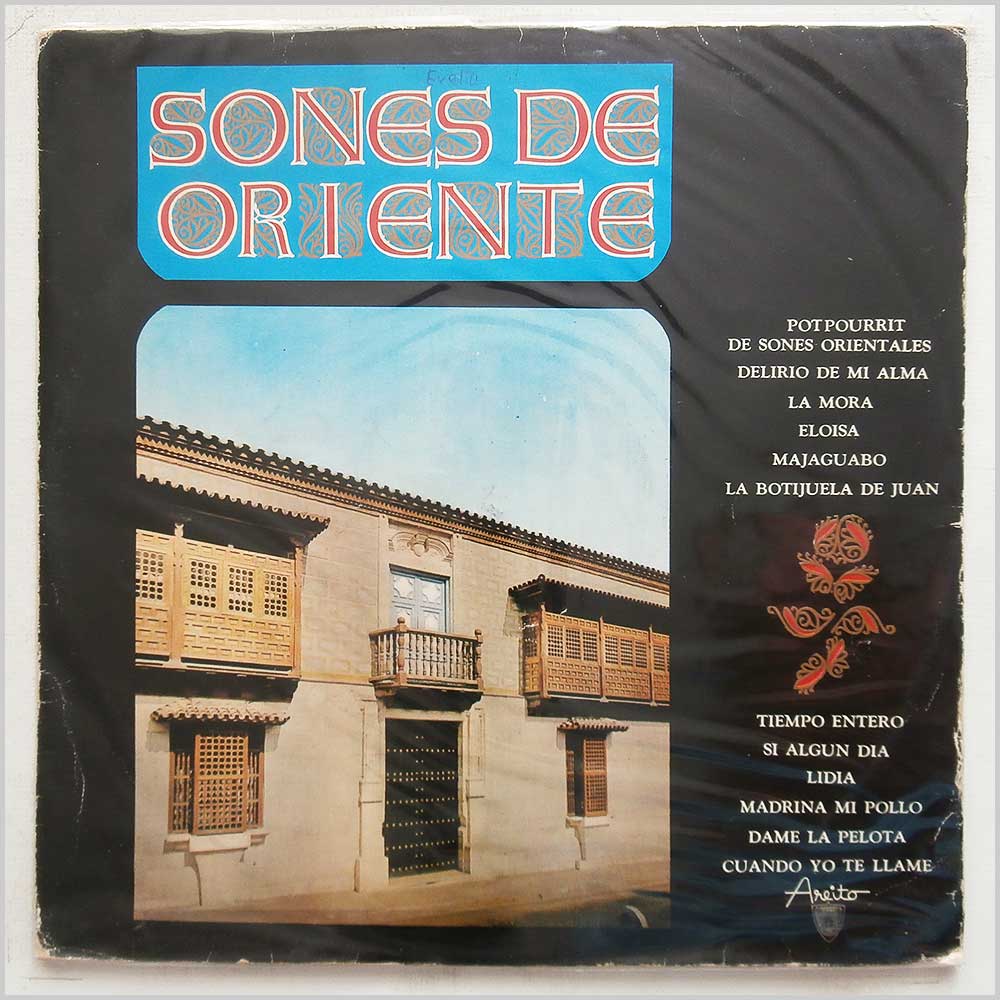 SONES DE
ORIENTE
POTPOURRIT
DE SONES ORIENTALES
DELIRIO DE MI ALMA
LA MORA
ELOISA
MAJAGUABO
LA BOTIJUELA DE JUAN
TIEMPO ENTERO
SI ALGUN DIA
LIDIA
MADRINA MI POLLO
DAME LA PELOTA
CUANDO YO TE LLAME
Areito